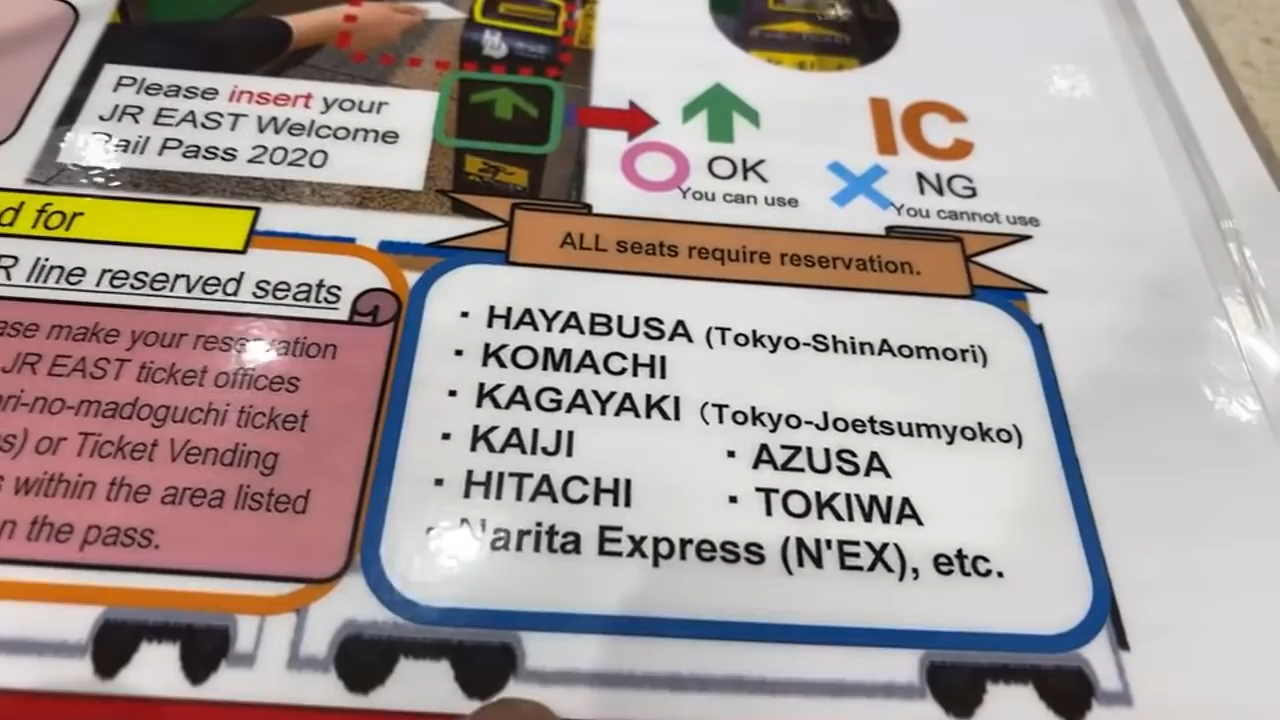 Please insert your
JR EAST Welcome
Rail Pass 2020
OK
You can use
IC
NG
You cannot use
d for
R line reserved seats
ase make your reservation
JR EAST ticket offices
ori-no-madoguchi ticket
s) or Ticket Vending
s within the area listed
n the pass.
ALL seats require reservation.
· HAYABUSA (Tokyo-ShinAomori)
· KOMACHI
· KAGAYAKI (Tokyo-Joetsumyoko)
· KAIJI · AZUSA
· HITACHI · TOKIWA
· Narita Express (N'EX), etc.